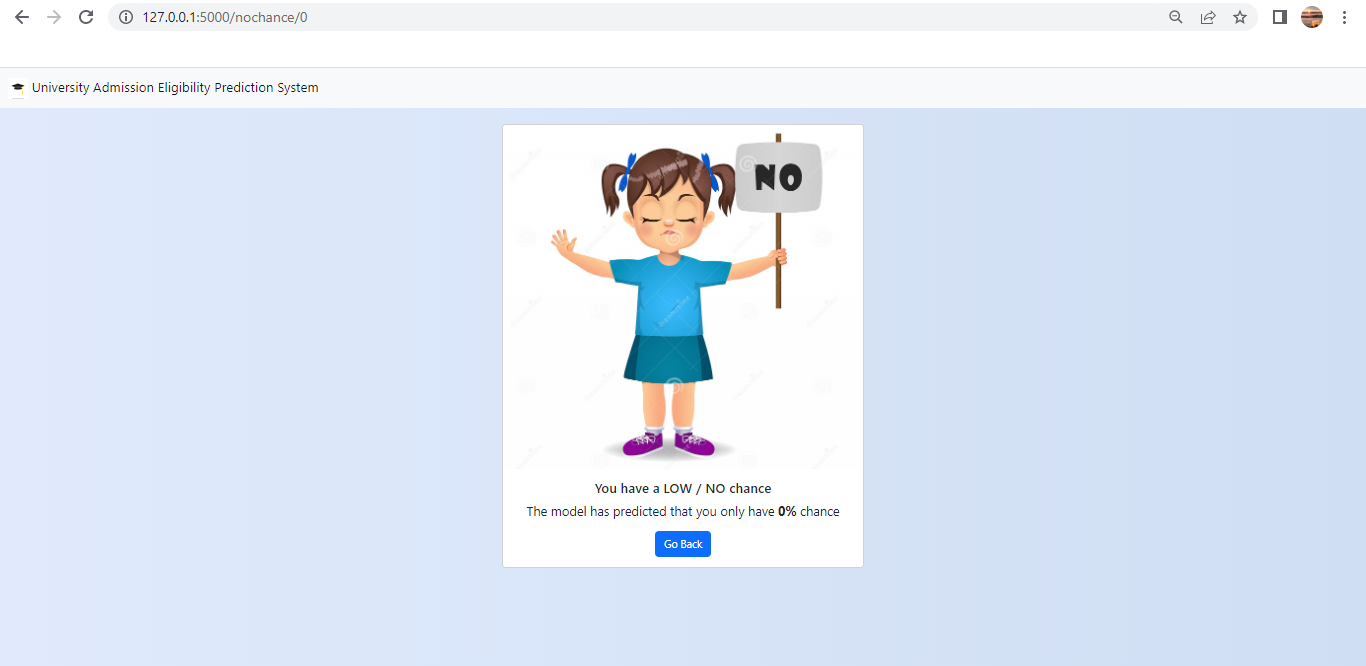 127.0.0.1:5000/nochance/0
University Admission Eligibility Prediction System
NO
You have a LOW / NO chance
The model has predicted that you only have 0% chance
Go Back